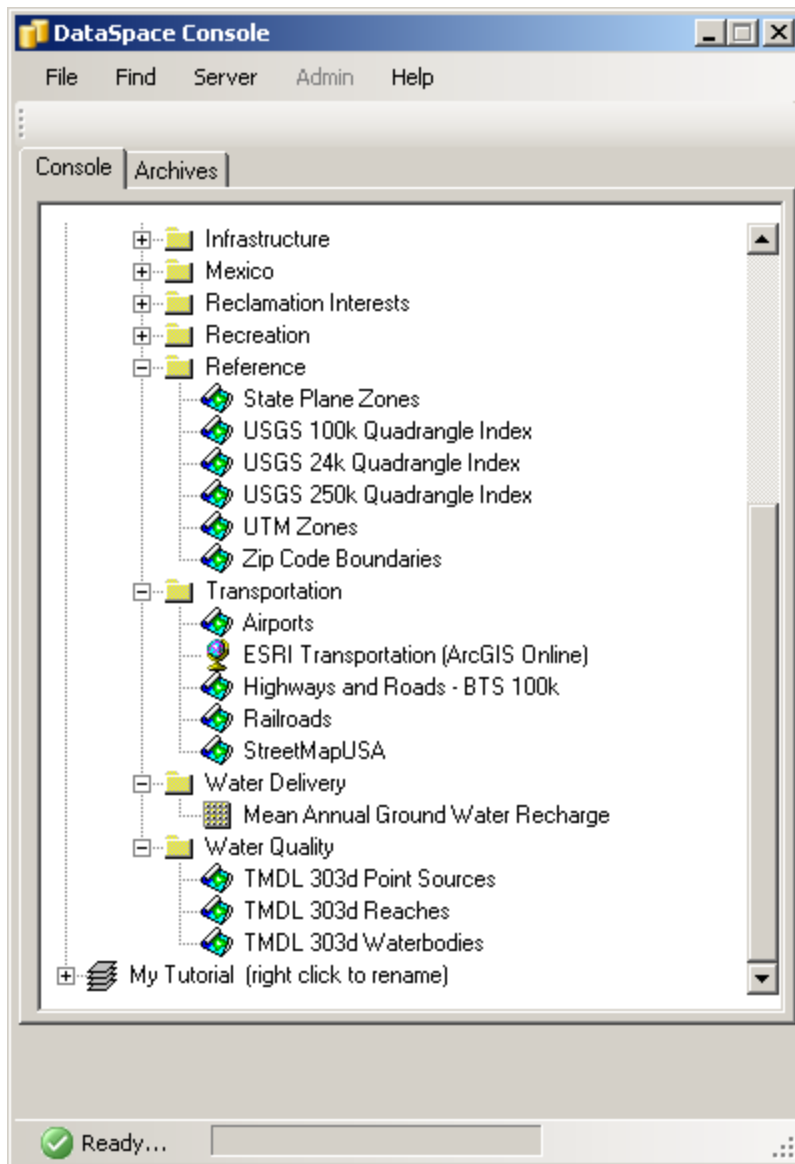 DataSpace Console
File Find Server Admin Help
Console Archives
Infrastructure
Mexico
Reclamation Interests
Recreation
Reference
State Plane Zones
USGS 100k Quadrangle Index
USGS 24k Quadrangle Index
USGS 250k Quadrangle Index
UTM Zones
Zip Code Boundaries
Transportation
Airports
ESRI Transportation (ArcGIS Online)
Highways and Roads - BTS 100k
Railroads
StreetMapUSA
Water Delivery
Mean Annual Ground Water Recharge
Water Quality
TMDL 303d Point Sources
TMDL 303d Reaches
TMDL 303d Waterbodies
My Tutorial (right click to rename)
Ready...